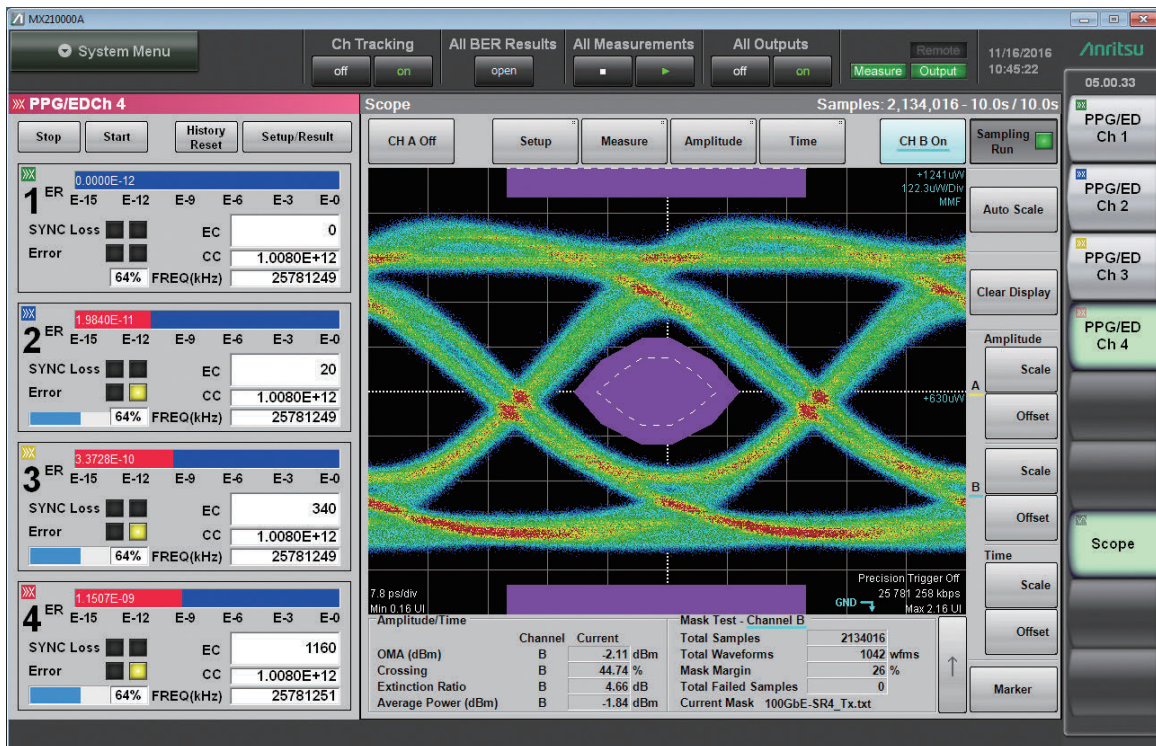 MX210000A
System Menu
Ch Tracking
off on
All BER Results
open
All Measurements
All Outputs
off on
Remote
Measure Output
11/16/2016
10:45:22
Anritsu
05.00.33
PPG/EDCh 4
Stop Start History Reset Setup/Result
1 ER 0.0000E-12
E-15 E-12 E-9 E-6 E-3 E-0
SYNC Loss EC 0
Error CC 1.0080E+12
64% FREQ(kHz) 25781249
2 ER 1.9840E-11
E-15 E-12 E-9 E-6 E-3 E-0
SYNC Loss EC 20
Error CC 1.0080E+12
64% FREQ(kHz) 25781249
3 ER 3.3728E-10
E-15 E-12 E-9 E-6 E-3 E-0
SYNC Loss EC 340
Error CC 1.0080E+12
64% FREQ(kHz) 25781249
4 ER 1.1507E-09
E-15 E-12 E-9 E-6 E-3 E-0
SYNC Loss EC 1160
Error CC 1.0080E+12
64% FREQ(kHz) 25781251
Scope Samples: 2,134,016 - 10.0s / 10.0s
CH A Off Setup Measure Amplitude Time CH B On Sampling Run
+1241uW
122.3uW/Div
MMF
+630uW
Precision Trigger Off
7.8 ps/div 25 781 258 kbps
Min 0.16 UI GND Max 2.16 UI
Auto Scale
Clear Display
Amplitude
A
Scale
Offset
B
Scale
Offset
Time
Scale
Offset
Marker
Amplitude/Time
Channel Current
OMA (dBm) B -2.11 dBm
Crossing B 44.74 %
Extinction Ratio B 4.66 dB
Average Power (dBm) B -1.84 dBm
Mask Test - Channel B
Total Samples 2134016
Total Waveforms 1042 wfms
Mask Margin 26 %
Total Failed Samples 0
Current Mask 100GbE-SR4_Tx.txt
PPG/ED
Ch 1
PPG/ED
Ch 2
PPG/ED
Ch 3
PPG/ED
Ch 4
Scope